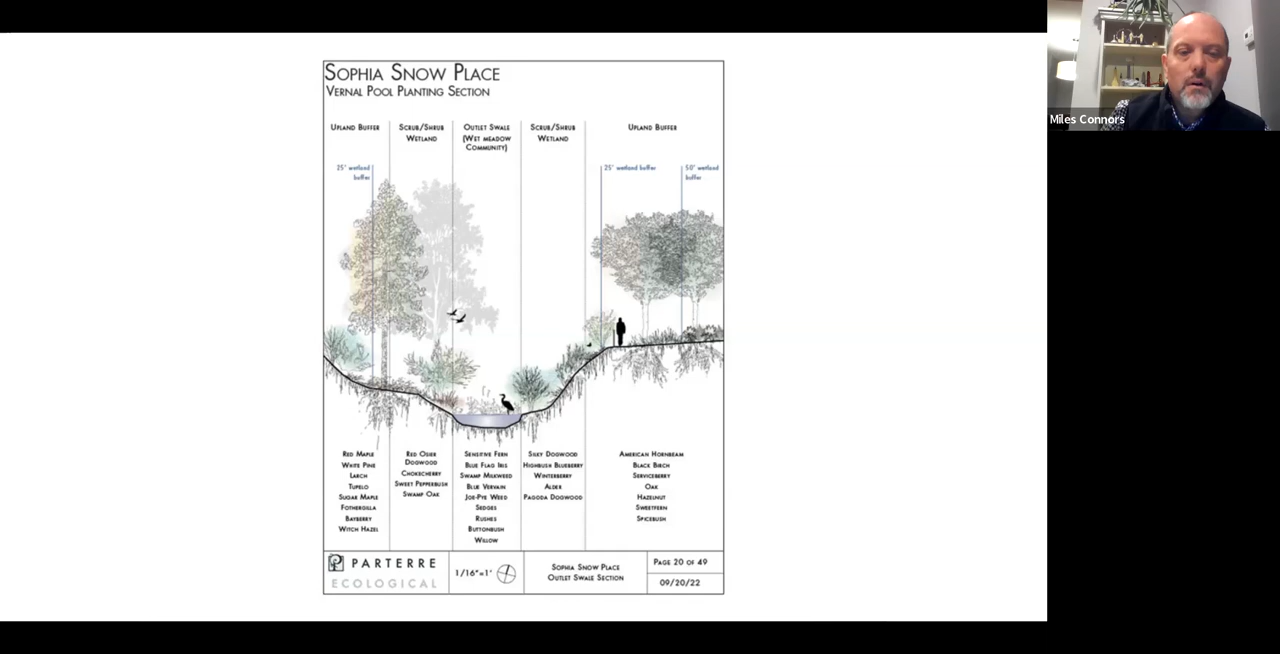 SOPHIA SNOW PLACE
VERNAL POOL PLANTING SECTION
UPLAND BUFFER
SCRUB/SHRUB
WETLAND
OUTLET SWALE
(WET MEADOW
COMMUNITY)
SCRUB/SHRUB
WETLAND
UPLAND BUFFER
25' wetland
buffer
25' wetland buffer
50' wetland
buffer
RED MAPLE
WHITE PINE
LARCH
TUPELO
SUGAR MAPLE
FOTHERGILLA
BAYBERRY
WITCH HAZEL
RED OSIER
DOGWOOD
CHOKECHERRY
SWEET PEPPERBUSH
SWAMP OAK
SENSITIVE FERN
BLUE FLAG IRIS
SWAMP MILKWEED
BLUE VERVAIN
JOE-PYE WEED
SEDGES
RUSHES
BUTTONBUSH
WILLOW
SILKY DOGWOOD
HIGHBUSH BLUEBERRY
WINTERBERRY
ALDER
PAGODA DOGWOOD
AMERICAN HORNBEAM
BLACK BIRCH
SERVICEBERRY
OAK
HAZELNUT
SWEETFERN
SPICEBUSH
PARTERRE
ECOLOGICAL
1/16"=1'
SOPHIA SNOW PLACE
OUTLET SWALE SECTION
PAGE 20 OF 49
09/20/22
Miles Connors